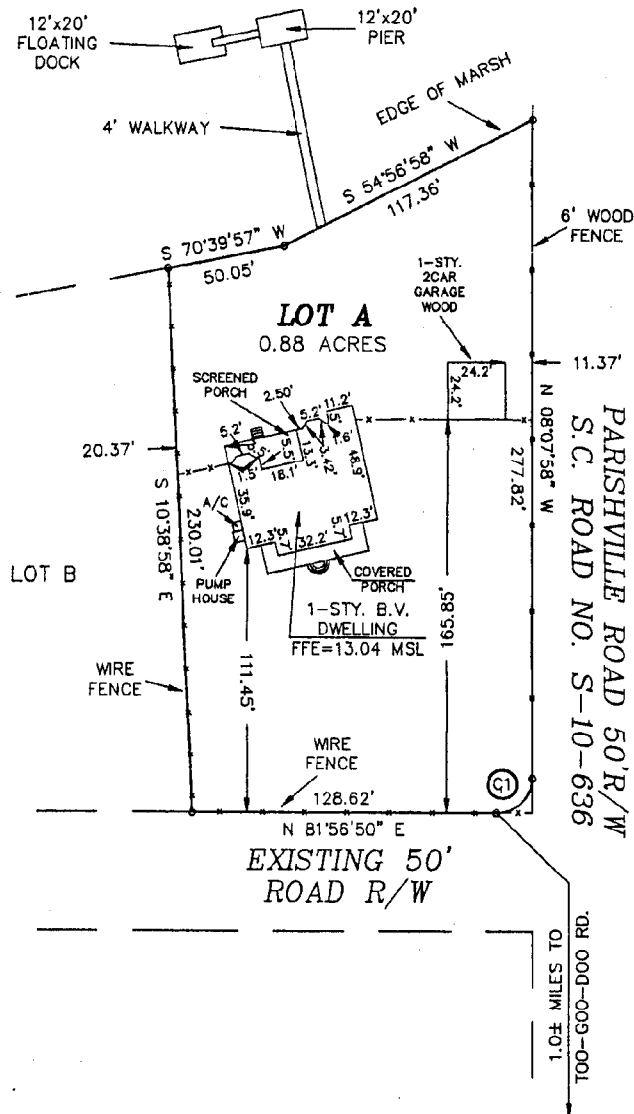 12'x20'
FLOATING
DOCK
12'x20'
PIER
4' WALKWAY
EDGE OF MARSH
S 54°56'58" W
117.36'
S 70°39'57" W
50.05'
6' WOOD
FENCE
LOT A
0.88 ACRES
1-STY.
2CAR
GARAGE
WOOD
24.2'
24.2'
11.37'
SCREENED
PORCH
2.50'
5.2'
11.2'
5.2'
5.5'
18.1'
13.3'
3.42'
48.9'
1.5'
35.9'
20.37'
S 10°38'58" E
230.01'
A/C
PUMP
HOUSE
12.3'
5.7'
32.2'
5.7'
12.3'
COVERED
PORCH
1-STY. B.V.
DWELLING
FFE=13.04 MSL
LOT B
N 08°07'58" W
277.82'
PARISHVILLE ROAD 50'R/W
S.C. ROAD NO. S-10-636
165.85'
111.45'
WIRE
FENCE
WIRE
FENCE
128.62'
N 81°56'50" E
C1
EXISTING 50'
ROAD R/W
1.0± MILES TO
TOO-GOO-DOO RD.